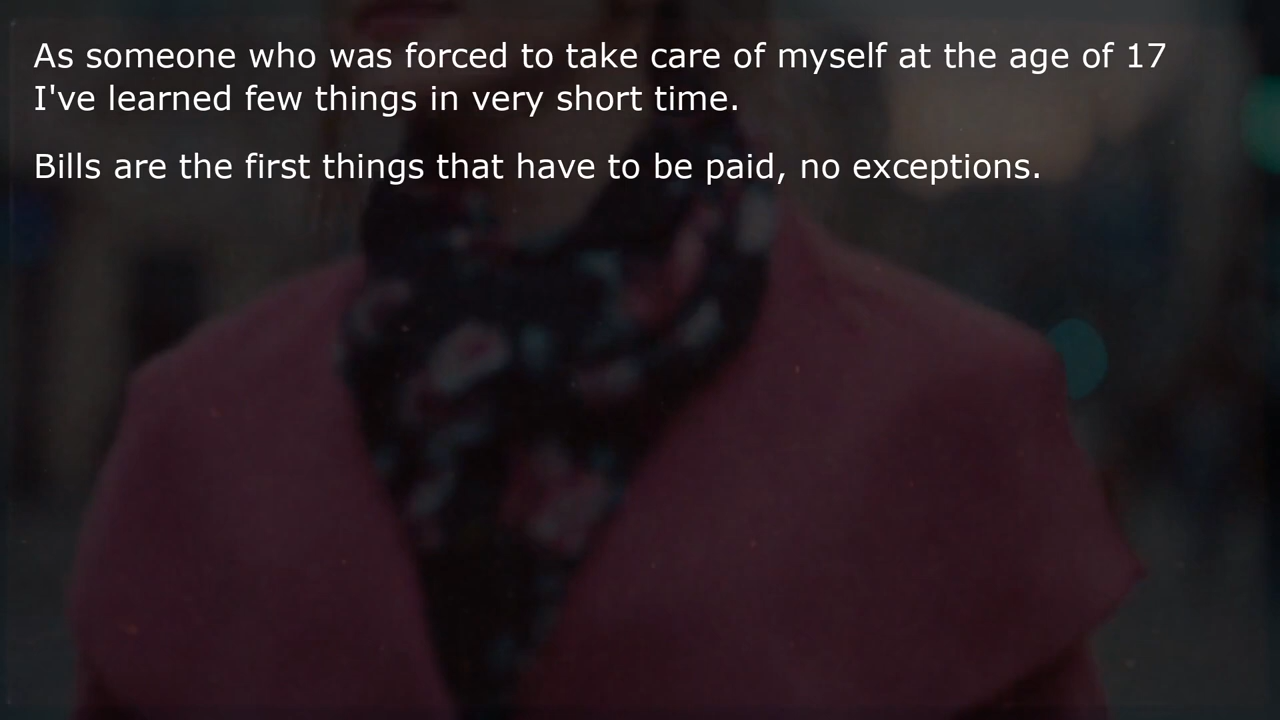 As someone who was forced to take care of myself at the age of 17
I've learned few things in very short time.
Bills are the first things that have to be paid, no exceptions.